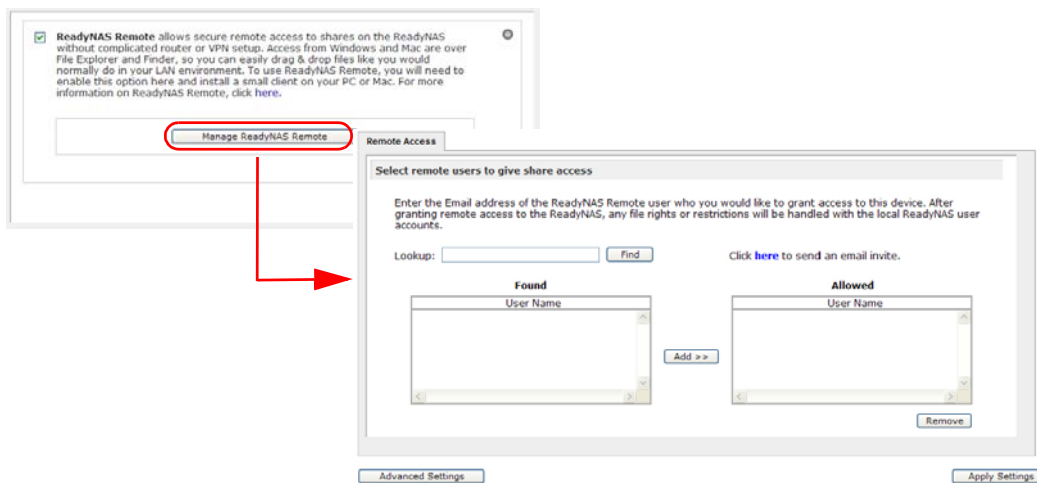 ReadyNAS Remote allows secure remote access to shares on the ReadyNAS
without complicated router or VPN setup. Access from Windows and Mac are over
File Explorer and Finder, so you can easily drag & drop files like you would
normally do in your LAN environment. To use ReadyNAS Remote, you will need to
enable this option here and install a small client on your PC or Mac. For more
information on ReadyNAS Remote, click here.
Manage ReadyNAS Remote
Remote Access
Select remote users to give share access
Enter the Email address of the ReadyNAS Remote user who you would like to grant access to this device. After
granting remote access to the ReadyNAS, any file rights or restrictions will be handled with the local ReadyNAS user
accounts.
Lookup:
Find
Click here to send an email invite.
Found
Allowed
User Name
User Name
Add >>
Remove
Advanced Settings
Apply Settings